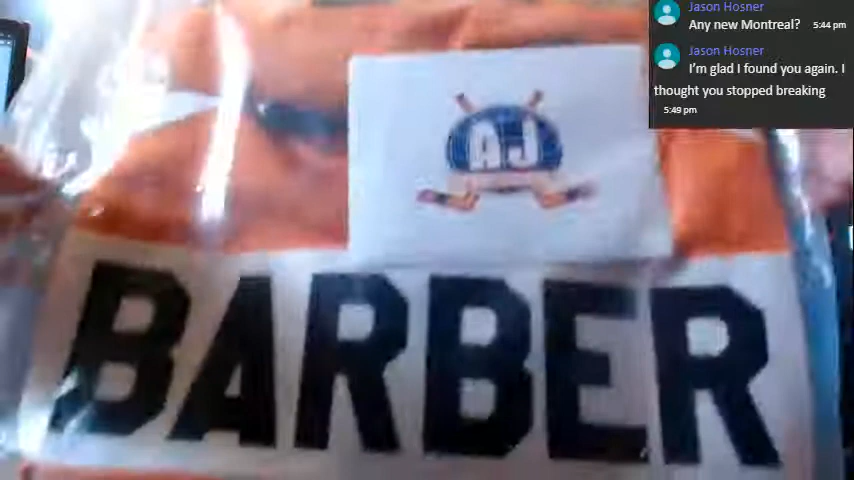 Jason Hosner
Any new Montreal? 5:44 pm
Jason Hosner
I'm glad I found you again. I
thought you stopped breaking
5:49 pm
AJ
BARBER